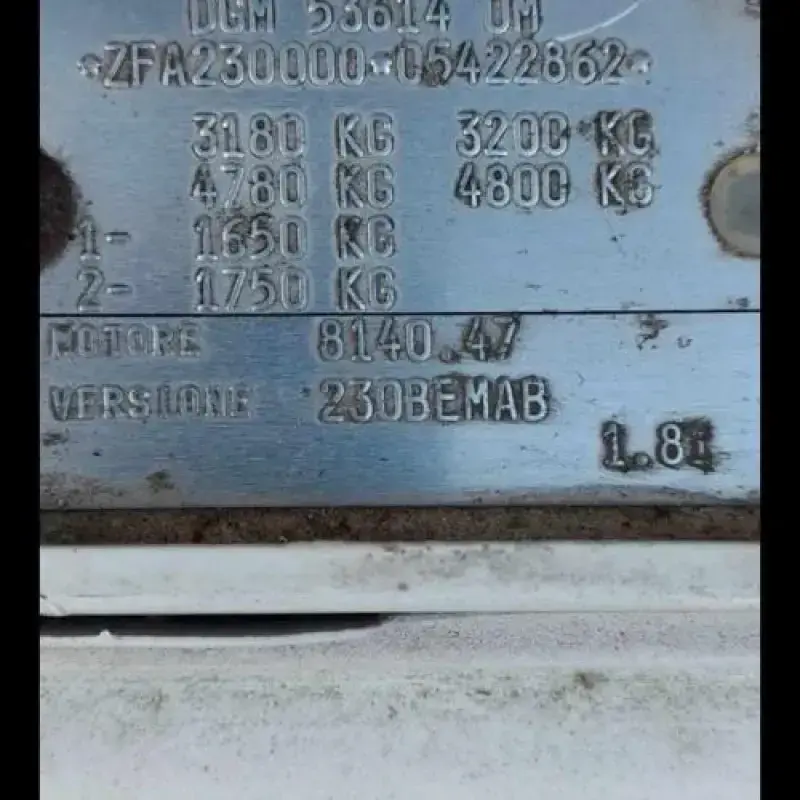 DGM 53614 OM
*ZFA230000*05422862*
3180 KG 3200 KG
4780 KG 4800 KG
1- 1650 KG
2- 1750 KG
MOTORE 8140.47
VERSIONE 230BEMAB
1.8